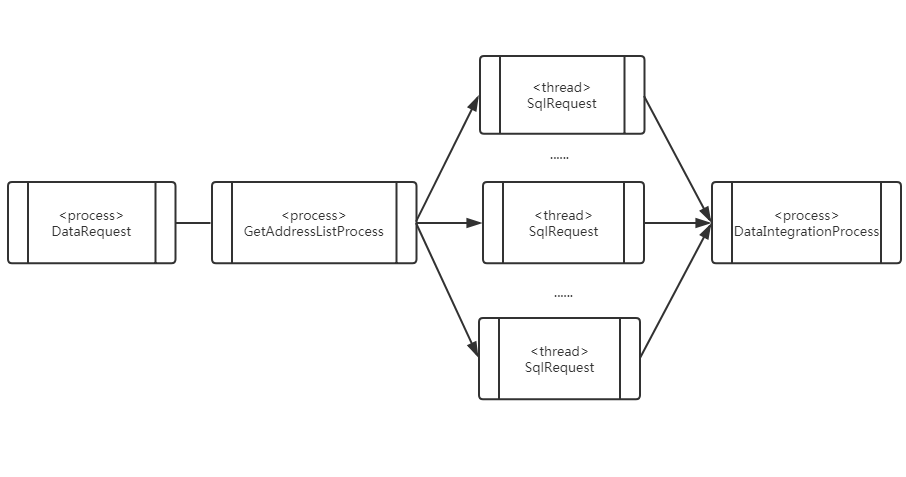 <process>
DataRequest
<process>
GetAddressListProcess
<thread>
SqlRequest
......
<thread>
SqlRequest
......
<thread>
SqlRequest
<process>
DataIntegrationProcess